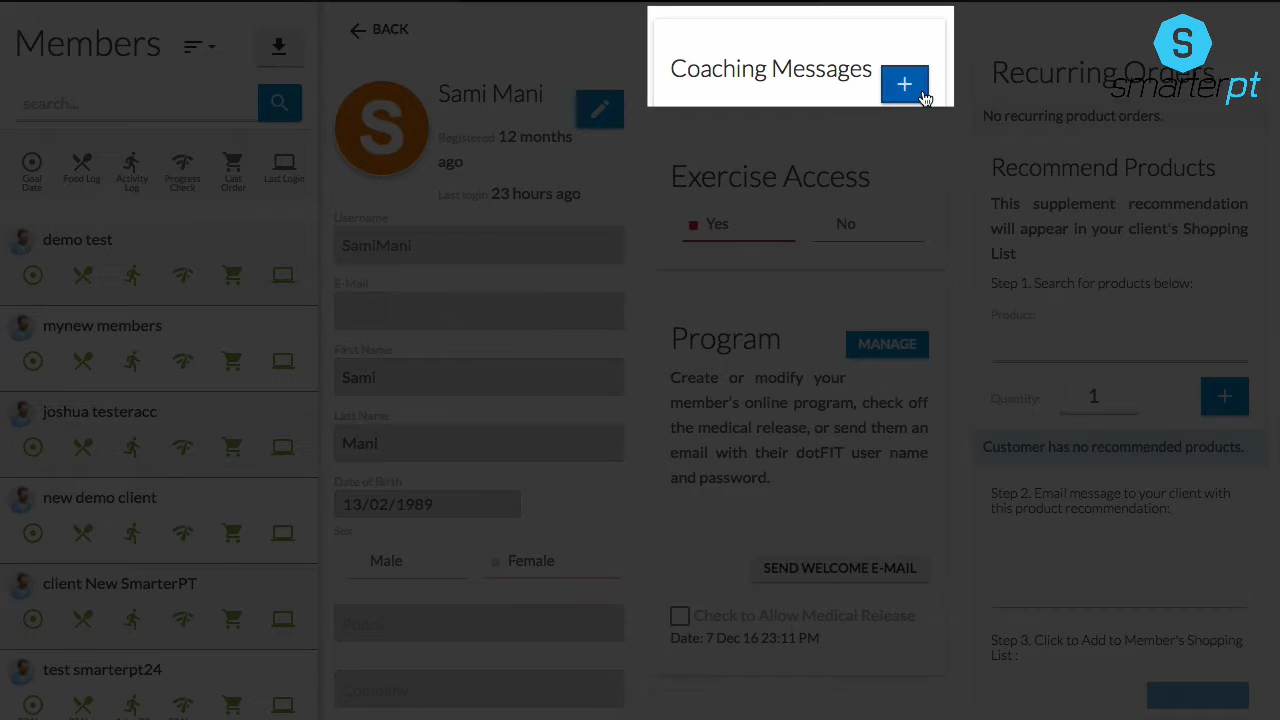 Members
search...
Goal Date
Food Log
Activity Log
Progress Check
Last Order
Last Login
demo test
mynew members
joshua testeracc
new demo client
client New SmarterPT
test smarterpt24
BACK
S
Sami Mani
Registered 12 months ago
Last login 23 hours ago
Username
SamiMani
E-Mail
First Name
Sami
Last Name
Mani
Date of Birth
13/02/1989
Sex
Male
Female
Company
Coaching Messages
+
Exercise Access
Yes
No
Program
MANAGE
Create or modify your
member's online program, check off
the medical release, or send them an
email with their dotFIT user name
and password.
SEND WELCOME E-MAIL
Check to Allow Medical Release
Date: 7 Dec 16 23:11 PM
S
smarterpt
Recurring Orders
No recurring product orders.
Recommend Products
This supplement recommendation
will appear in your client's Shopping
List
Step 1. Search for products below:
Product:
Quantity:
1
+
Customer has no recommended products.
Step 2. Email message to your client with
this product recommendation:
Step 3. Click to Add to Member's Shopping
List :